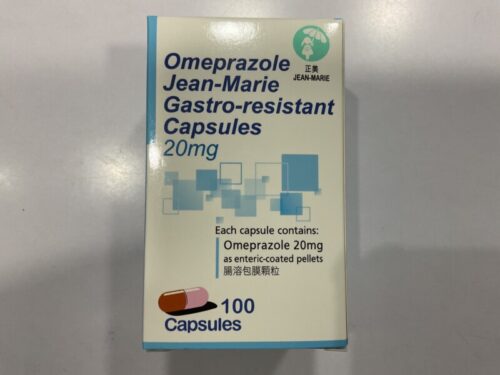 Omeprazole
Jean-Marie
Gastro-resistant
Capsules
20mg
正美
JEAN-MARIE
Each capsule contains:
Omeprazole 20mg
as enteric-coated pellets
腸溶包膜顆粒
100
Capsules